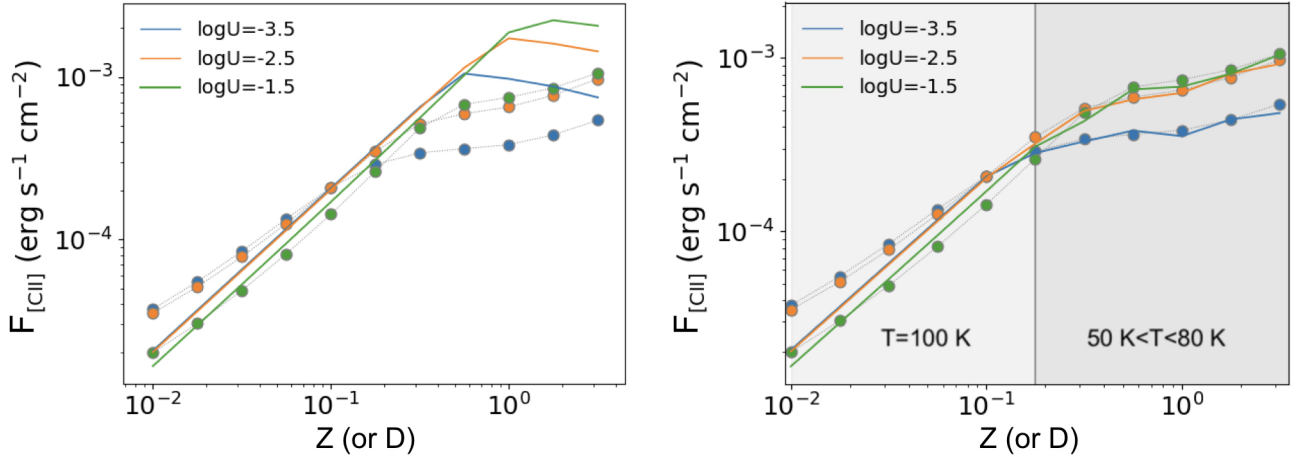 logU=-3.5
logU=-2.5
logU=-1.5
10⁻³
10⁻⁴
F[CII] (erg s⁻¹ cm⁻²)
10⁻² 10⁻¹ 10⁰
Z (or D)
logU=-3.5
logU=-2.5
logU=-1.5
10⁻³
10⁻⁴
F[CII] (erg s⁻¹ cm⁻²)
T=100 K
50 K<T<80 K
10⁻² 10⁻¹ 10⁰
Z (or D)